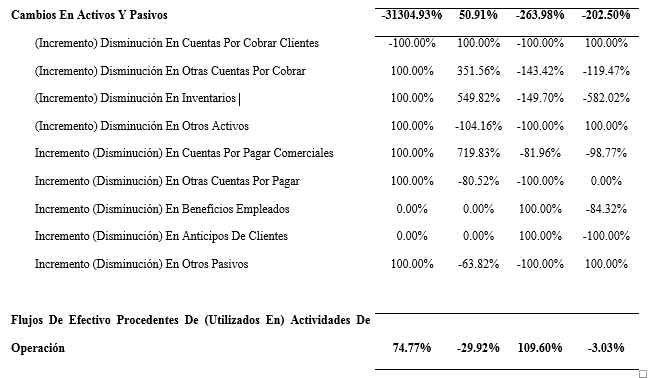 Cambios En Activos Y Pasivos -31304.93% 50.91% -263.98% -202.50%
(Incremento) Disminución En Cuentas Por Cobrar Clientes -100.00% 100.00% -100.00% 100.00%
(Incremento) Disminución En Otras Cuentas Por Cobrar 100.00% 351.56% -143.42% -119.47%
(Incremento) Disminución En Inventarios 100.00% 549.82% -149.70% -582.02%
(Incremento) Disminución En Otros Activos 100.00% -104.16% -100.00% 100.00%
Incremento (Disminución) En Cuentas Por Pagar Comerciales 100.00% 719.83% -81.96% -98.77%
Incremento (Disminución) En Otras Cuentas Por Pagar 100.00% -80.52% -100.00% 0.00%
Incremento (Disminución) En Beneficios Empleados 0.00% 0.00% 100.00% -84.32%
Incremento (Disminución) En Anticipos De Clientes 0.00% 0.00% 100.00% -100.00%
Incremento (Disminución) En Otros Pasivos 100.00% -63.82% -100.00% 100.00%
Flujos De Efectivo Procedentes De (Utilizados En) Actividades De
Operación 74.77% -29.92% 109.60% -3.03%